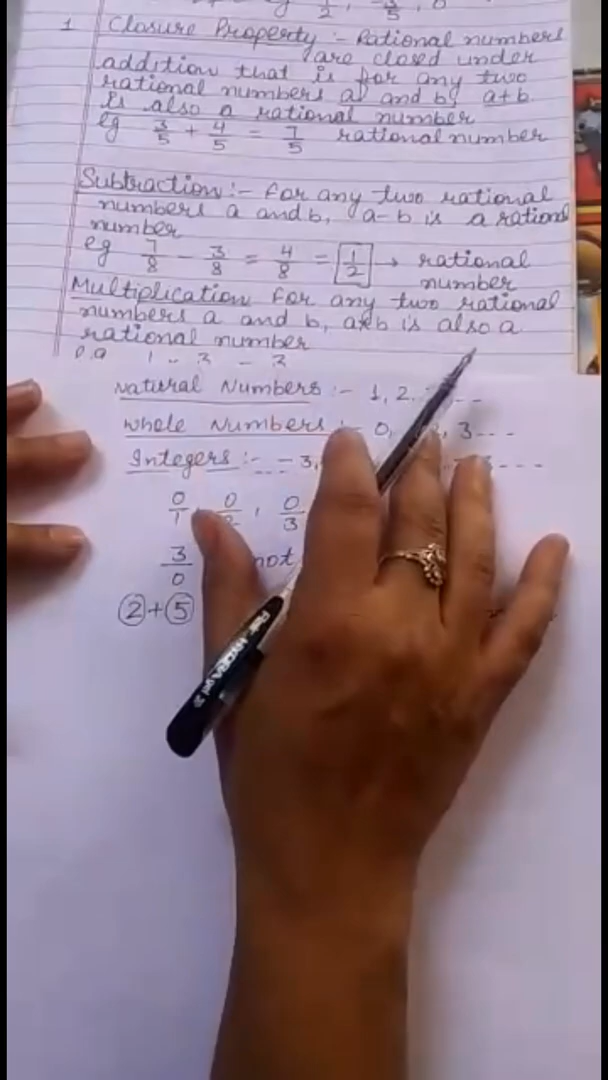 1 Closure Property :- Rational numbers
are closed under
addition that is for any two
rational numbers a and b, a+b
is also a rational number
eg 3/5 + 4/5 = 7/5 rational number
Subtraction :- For any two rational
numbers a and b, a-b is a rational
number
eg 7/8 - 3/8 = 4/8 = 1/2 → rational
number
Multiplication For any two rational
numbers a and b, a×b is also a
rational number
Natural Numbers :- 1, 2
Whole Numbers :- 0, 3...
Integers :- ... -3,
0/1 , 0/2 , 0/3
3/0 not
2+5
HYDRA